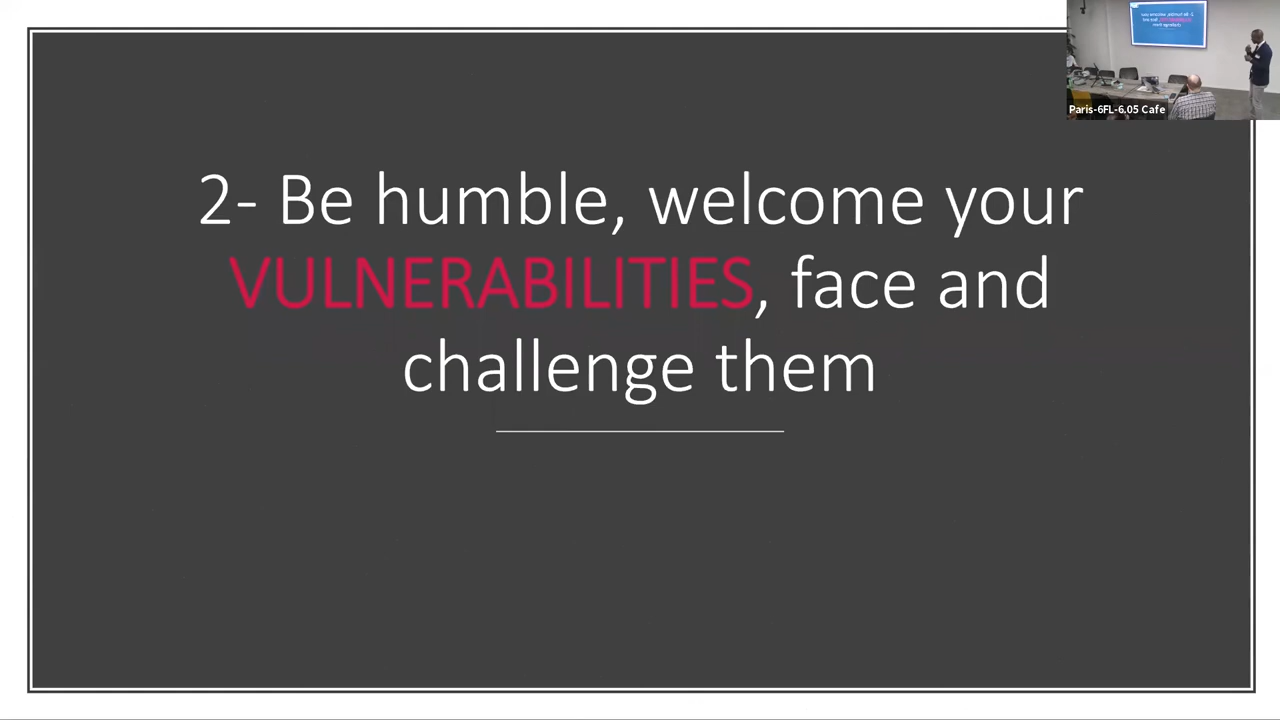 2- Be humble, welcome your
VULNERABILITIES, face and
challenge them
Paris-6FL-6.05 Cafe